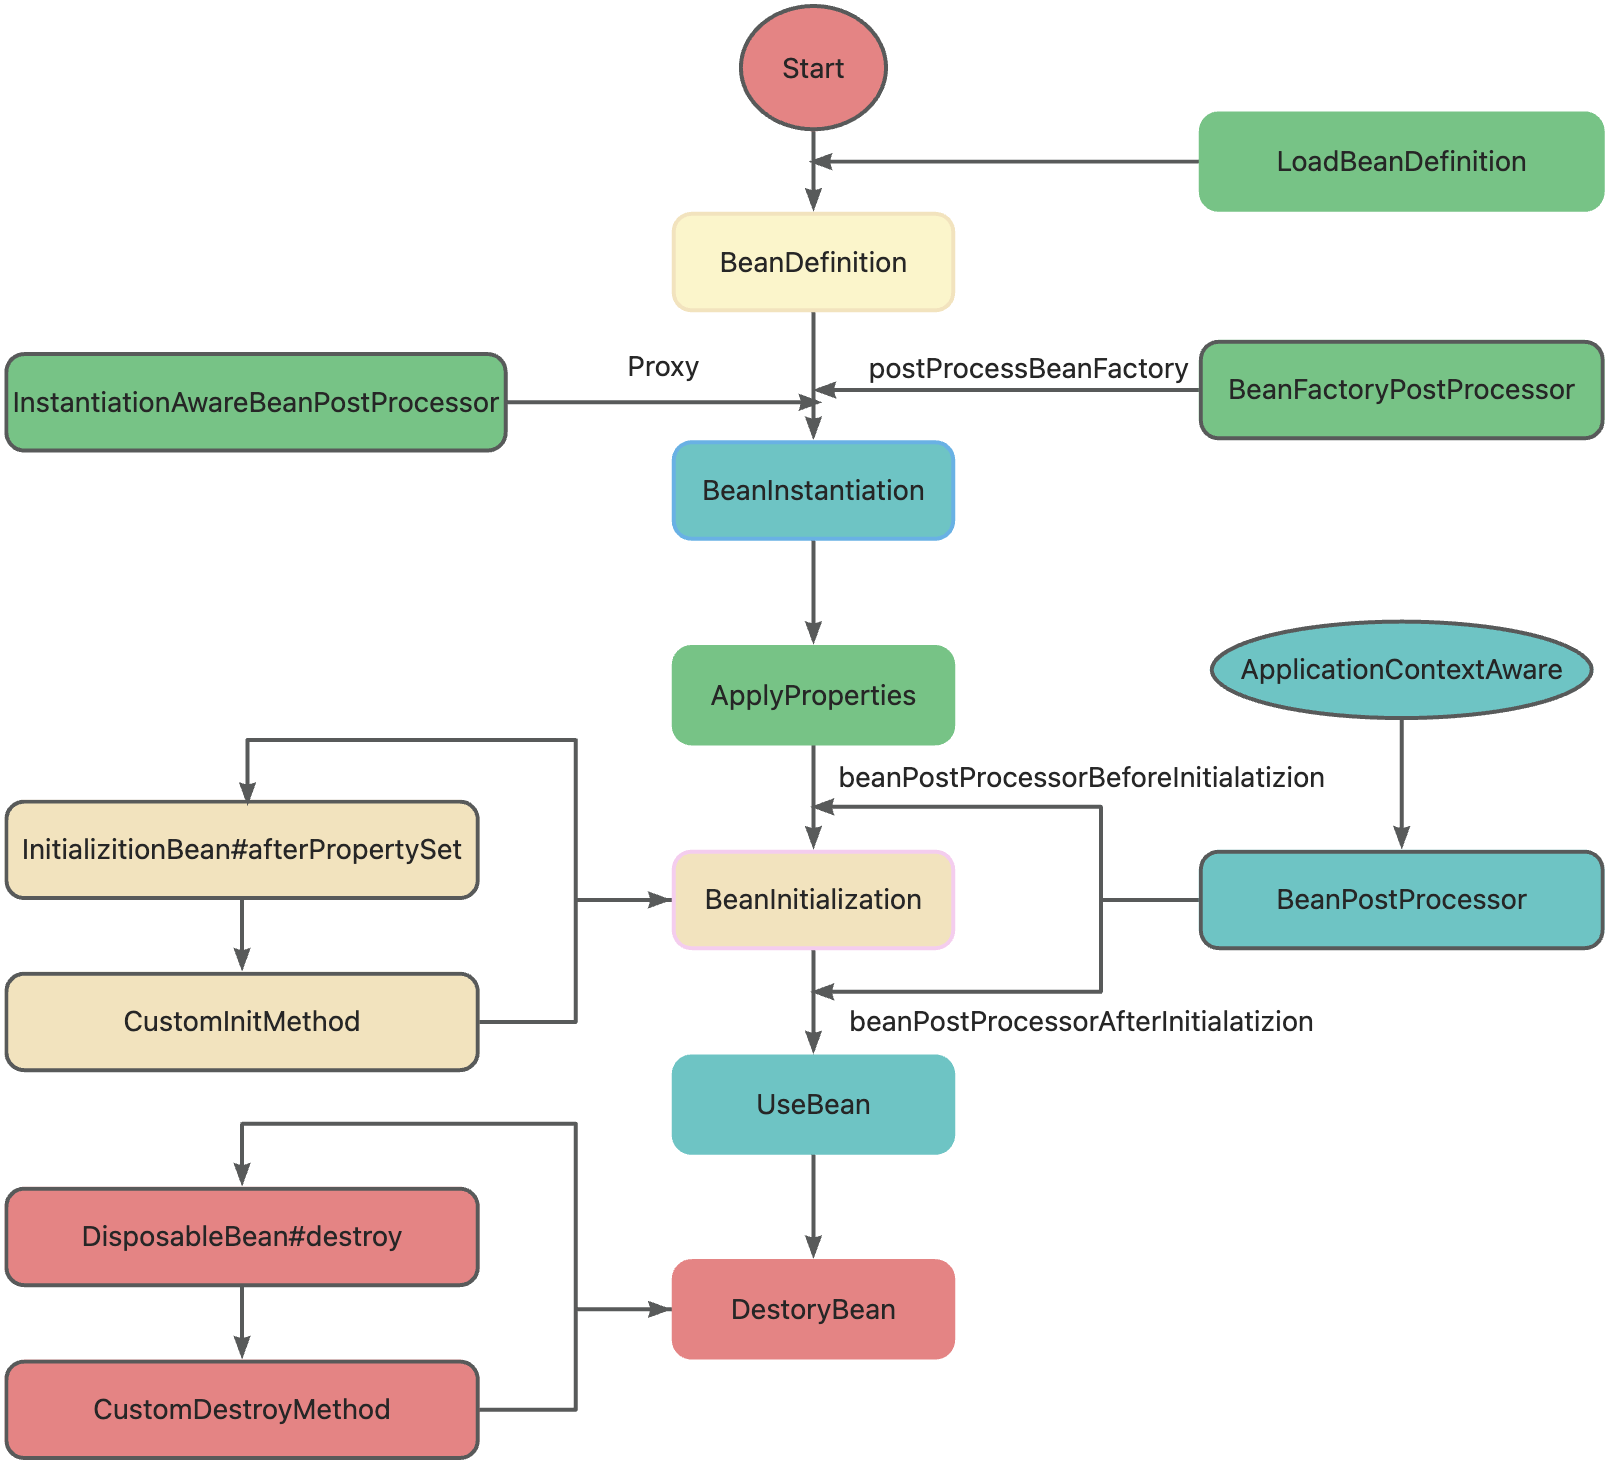 Start
LoadBeanDefinition
BeanDefinition
Proxy
postProcessBeanFactory
InstantiationAwareBeanPostProcessor
BeanFactoryPostProcessor
BeanInstantiation
ApplicationContextAware
ApplyProperties
beanPostProcessorBeforeInitialatizion
InitializitionBean#afterPropertySet
BeanInitialization
BeanPostProcessor
CustomInitMethod
beanPostProcessorAfterInitialatizion
UseBean
DisposableBean#destroy
DestoryBean
CustomDestroyMethod